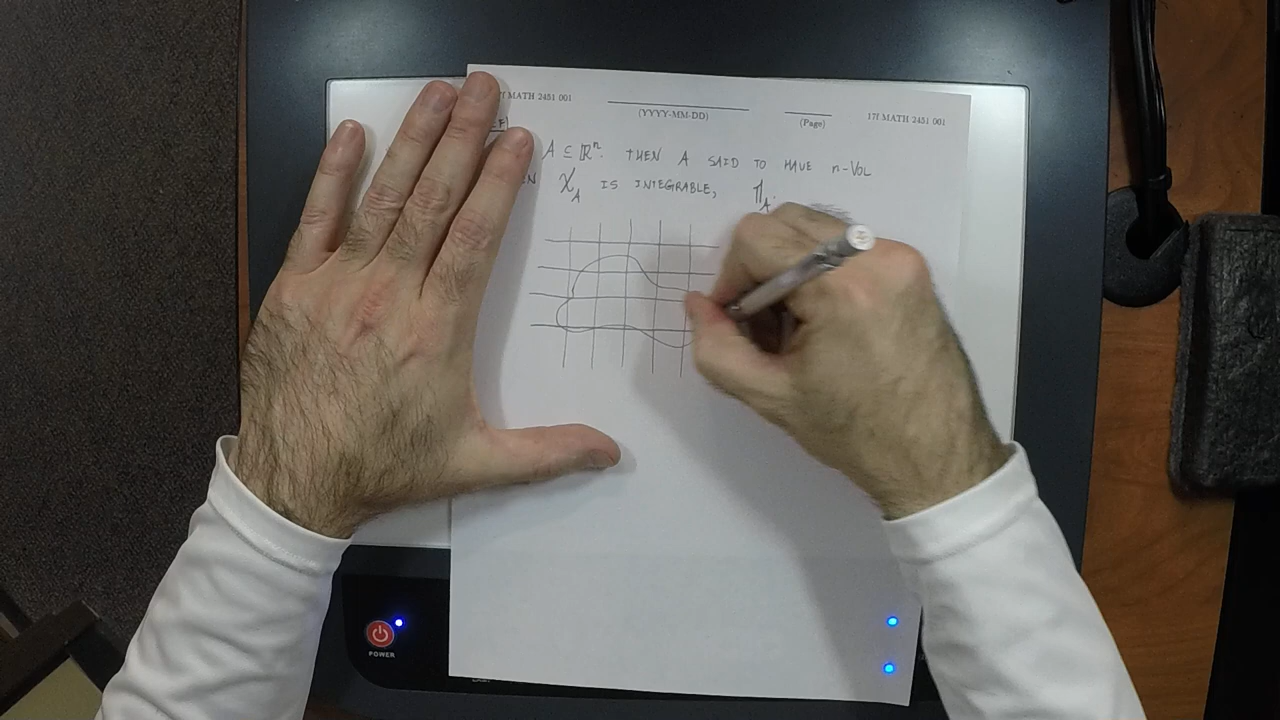 17f MATH 2451 001 (YYYY-MM-DD) (Page) 17f MATH 2451 001
A ⊆ ℝⁿ. THEN A SAID TO HAVE n-VOL
χ_A IS INTEGRABLE,
POWER